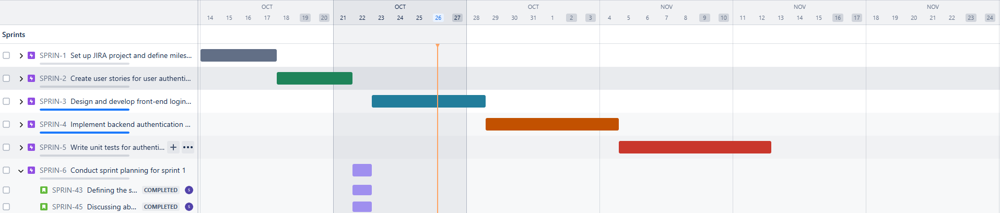 OCT OCT OCT NOV NOV NOV
14 15 16 17 18 19 20 21 22 23 24 25 26 27 28 29 30 31 1 2 3 4 5 6 7 8 9 10 11 12 13 14 15 16 17 18 19 20 21 22 23 24
Sprints
SPRIN-1 Set up JIRA project and define miles...
SPRIN-2 Create user stories for user authenti...
SPRIN-3 Design and develop front-end login...
SPRIN-4 Implement backend authentication ...
SPRIN-5 Write unit tests for authenti...
SPRIN-6 Conduct sprint planning for sprint 1
SPRIN-43 Defining the s... COMPLETED S
SPRIN-45 Discussing ab... COMPLETED S